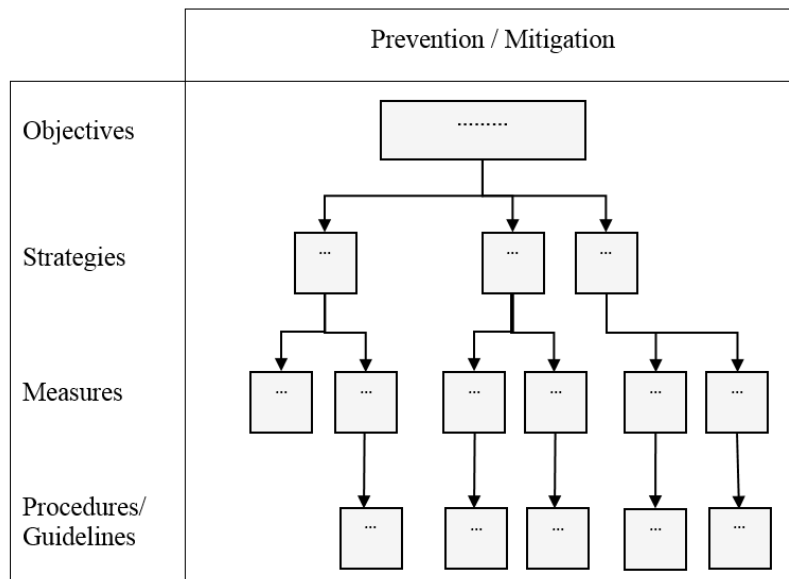 Prevention / Mitigation
Objectives
.........
Strategies
...
...
...
Measures
...
...
...
...
...
...
Procedures/
Guidelines
...
...
...
...
...